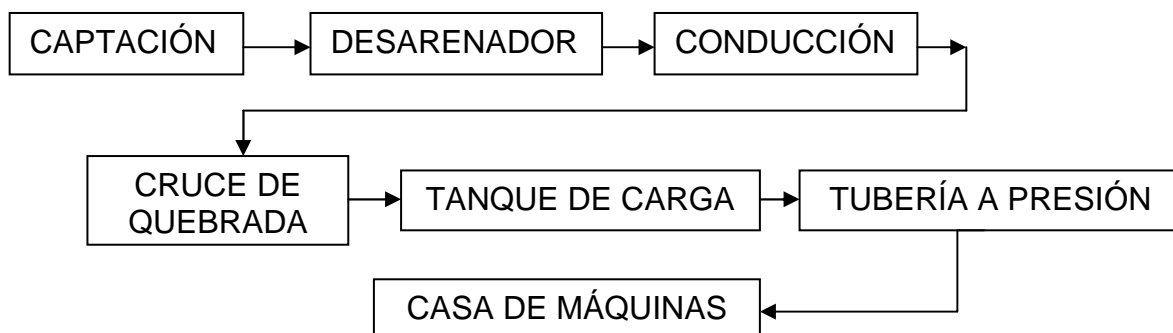 CAPTACIÓN
DESARENADOR
CONDUCCIÓN
CRUCE DE
QUEBRADA
TANQUE DE CARGA
TUBERÍA A PRESIÓN
CASA DE MÁQUINAS